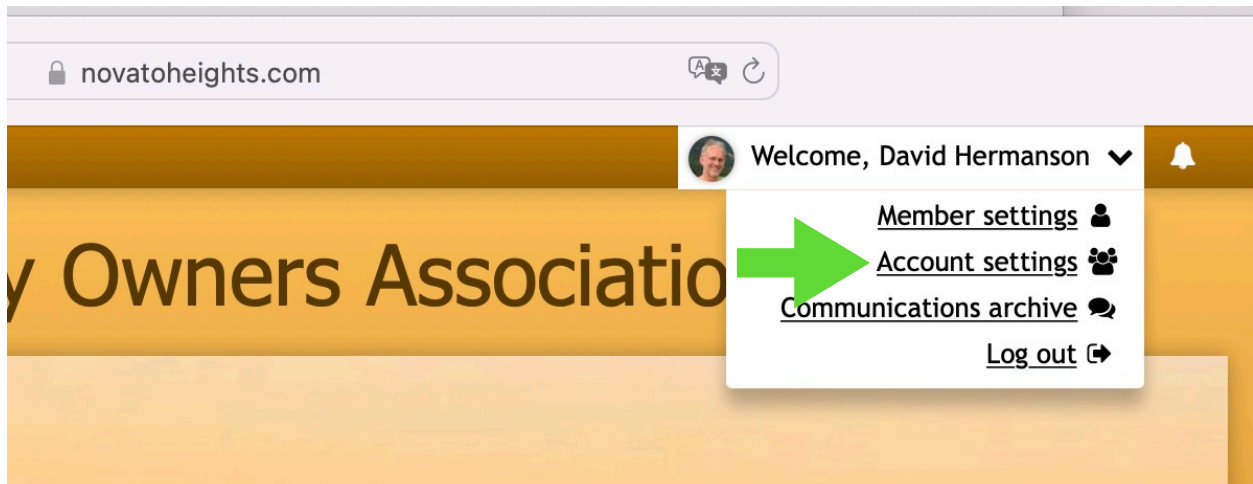 novatoheights.com
Welcome, David Hermanson
y Owners Associatio
Member settings
Account settings
Communications archive
Log out